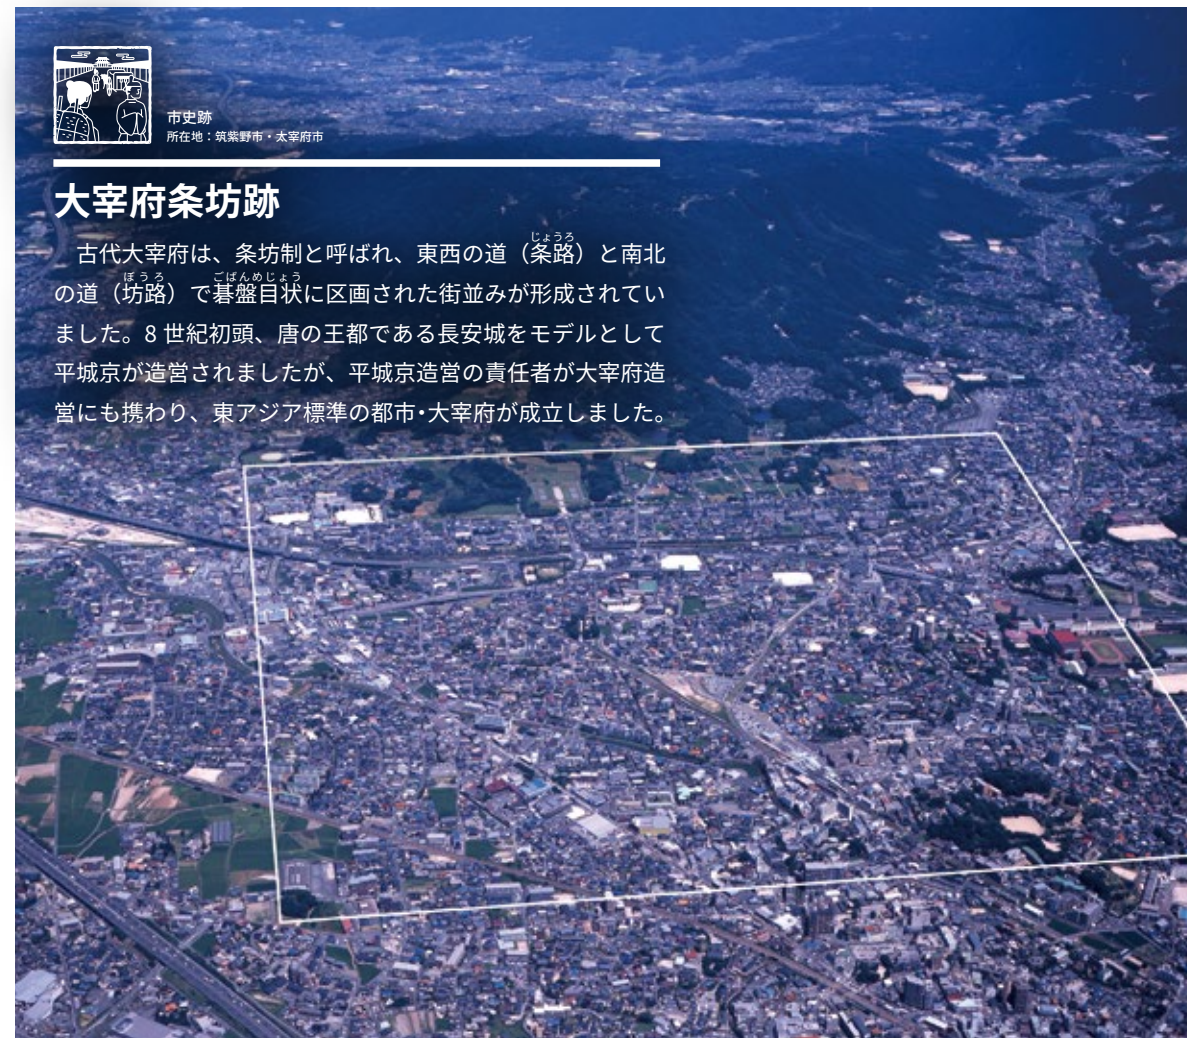 市史跡
所在地：筑紫野市・太宰府市
大宰府条坊跡
じょうろ
古代大宰府は、条坊制と呼ばれ、東西の道（条路）と南北
ぼうろ ごばんめじょう
の道（坊路）で碁盤目状に区画された街並みが形成されてい
ました。8 世紀初頭、唐の王都である長安城をモデルとして
平城京が造営されましたが、平城京造営の責任者が大宰府造
営にも携わり、東アジア標準の都市・大宰府が成立しました。